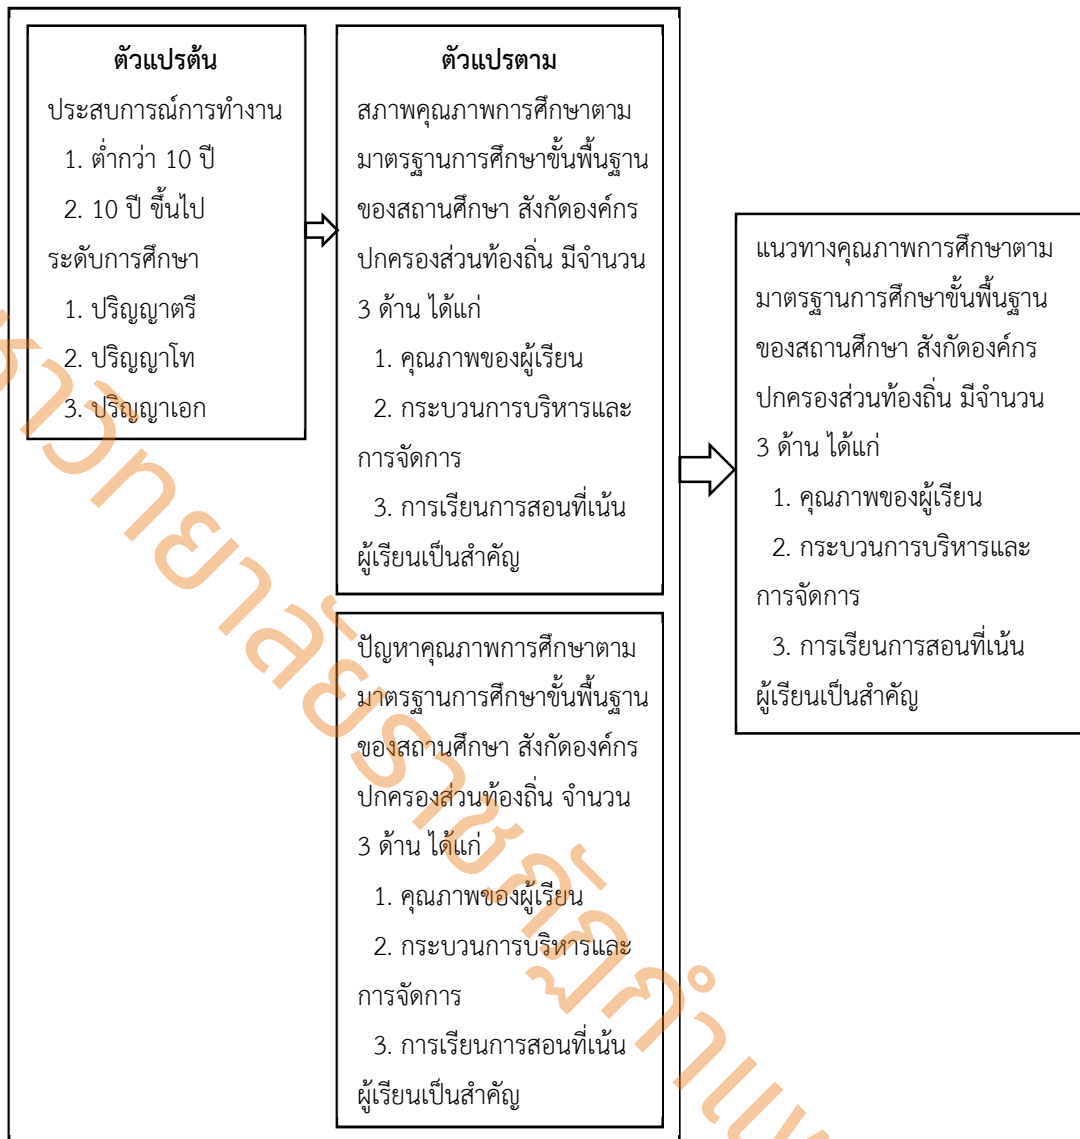 ตัวแปรต้น
ประสบการณ์การทำงาน
1. ต่ำกว่า 10 ปี
2. 10 ปี ขึ้นไป
ระดับการศึกษา
1. ปริญญาตรี
2. ปริญญาโท
3. ปริญญาเอก
ตัวแปรตาม
สภาพคุณภาพการศึกษาตาม
มาตรฐานการศึกษาขั้นพื้นฐาน
ของสถานศึกษา สังกัดองค์กร
ปกครองส่วนท้องถิ่น มีจำนวน
3 ด้าน ได้แก่
1. คุณภาพของผู้เรียน
2. กระบวนการบริหารและ
การจัดการ
3. การเรียนการสอนที่เน้น
ผู้เรียนเป็นสำคัญ
ปัญหาคุณภาพการศึกษาตาม
มาตรฐานการศึกษาขั้นพื้นฐาน
ของสถานศึกษา สังกัดองค์กร
ปกครองส่วนท้องถิ่น จำนวน
3 ด้าน ได้แก่
1. คุณภาพของผู้เรียน
2. กระบวนการบริหารและ
การจัดการ
3. การเรียนการสอนที่เน้น
ผู้เรียนเป็นสำคัญ
แนวทางคุณภาพการศึกษาตาม
มาตรฐานการศึกษาขั้นพื้นฐาน
ของสถานศึกษา สังกัดองค์กร
ปกครองส่วนท้องถิ่น มีจำนวน
3 ด้าน ได้แก่
1. คุณภาพของผู้เรียน
2. กระบวนการบริหารและ
การจัดการ
3. การเรียนการสอนที่เน้น
ผู้เรียนเป็นสำคัญ